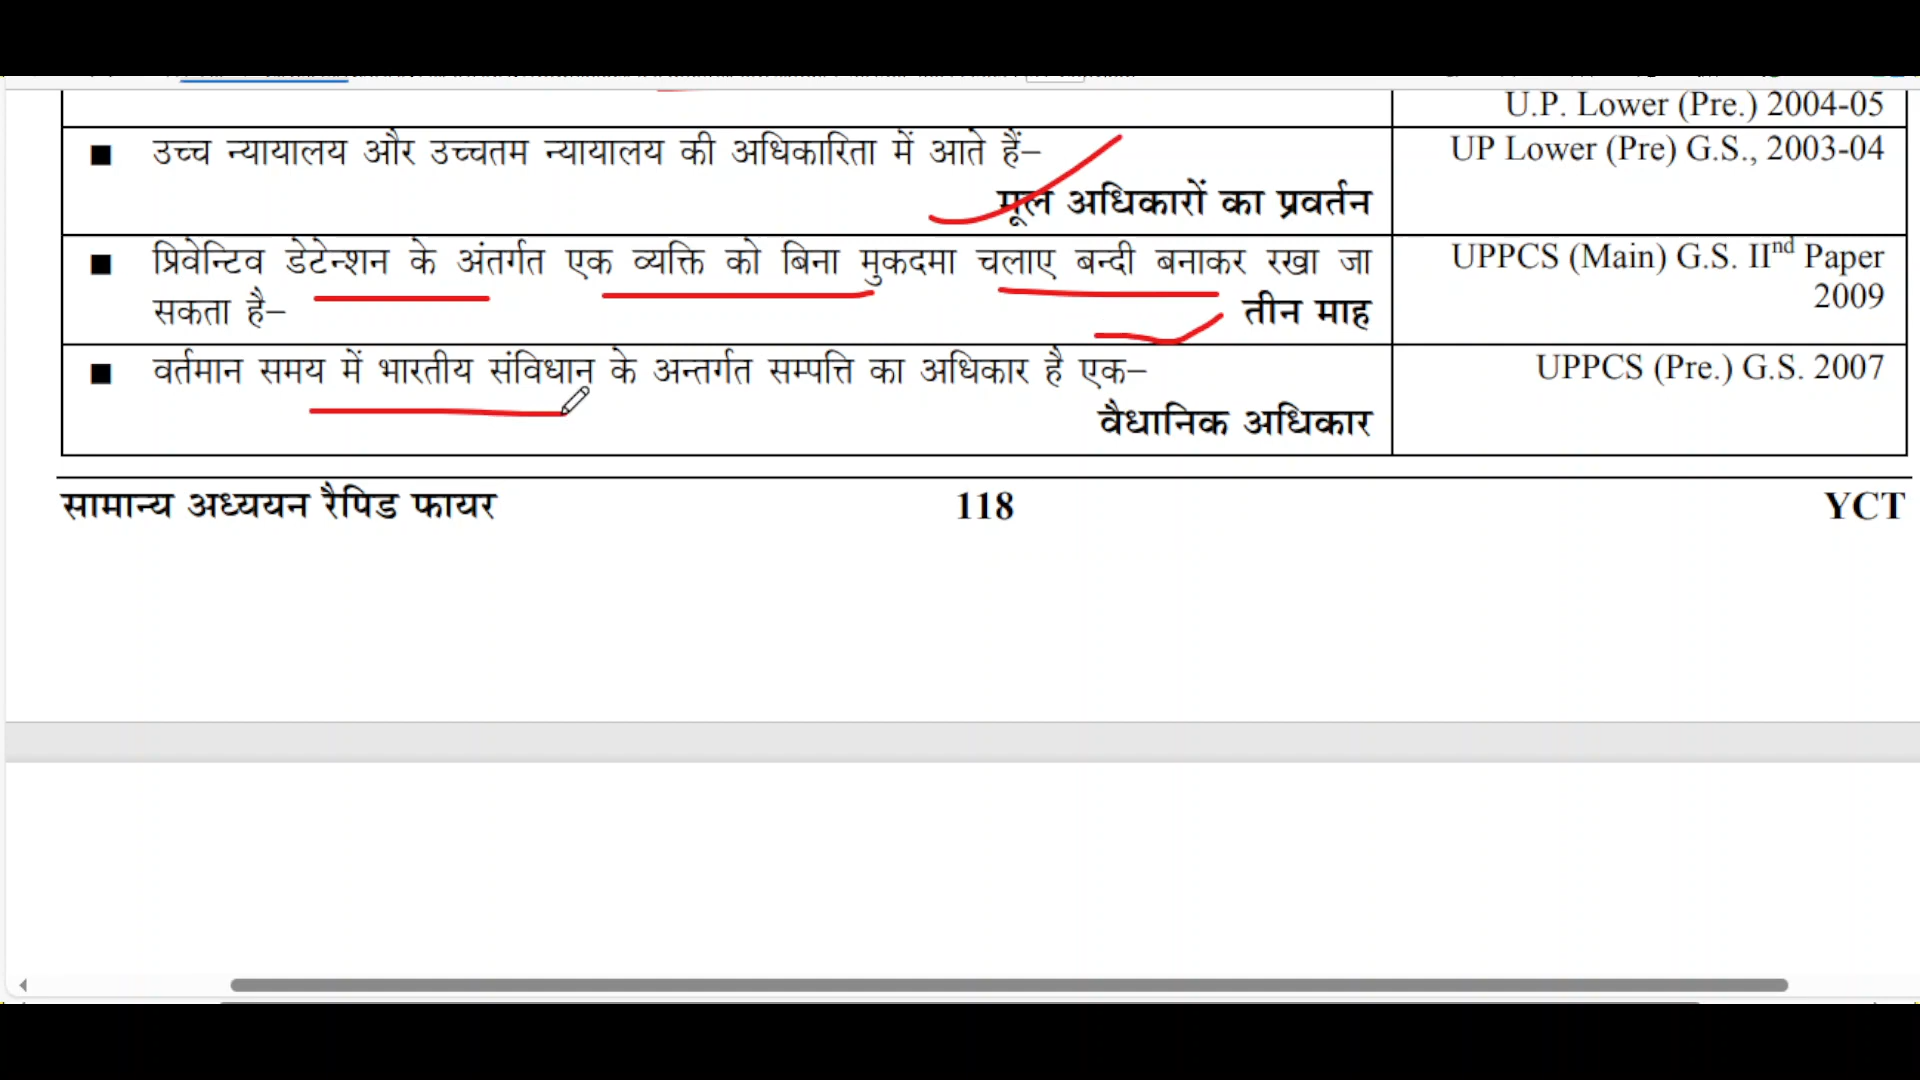 U.P. Lower (Pre.) 2004-05
■ उच्च न्यायालय और उच्चतम न्यायालय की अधिकारिता में आते हैं–
मूल अधिकारों का प्रवर्तन
UP Lower (Pre) G.S., 2003-04
■ प्रिवेन्टिव डेटेन्शन के अंतर्गत एक व्यक्ति को बिना मुकदमा चलाए बन्दी बनाकर रखा जा
सकता है– तीन माह
UPPCS (Main) G.S. IInd Paper
2009
■ वर्तमान समय में भारतीय संविधान के अन्तर्गत सम्पत्ति का अधिकार है एक–
वैधानिक अधिकार
UPPCS (Pre.) G.S. 2007
सामान्य अध्ययन रैपिड फायर 118 YCT